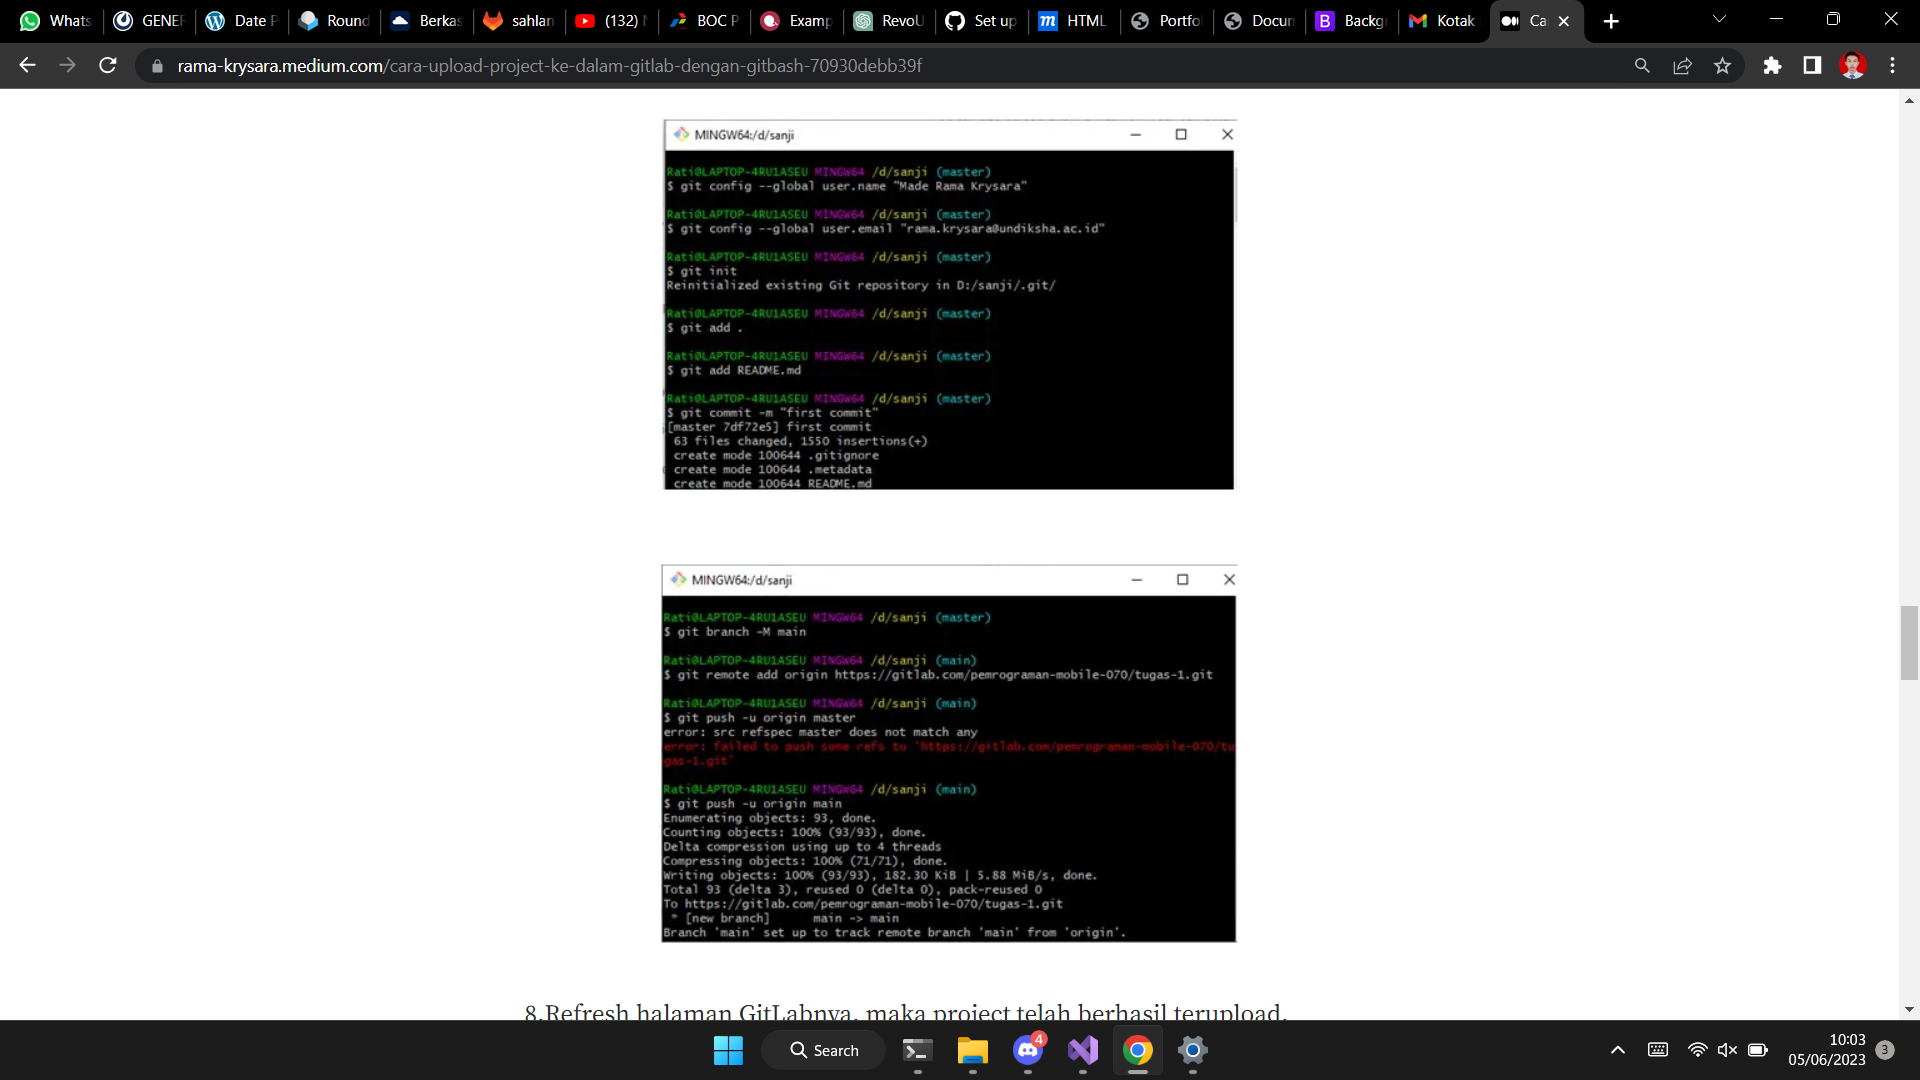 Whats
GENER
Date P
Round
Berkas
sahlan
(132)
BOC P
Examp
RevoU
Set up
HTML
Portfo
Docun
Backg
Kotak
Ca
rama-krysara.medium.com/cara-upload-project-ke-dalam-gitlab-dengan-gitbash-70930debb39f
MINGW64:/d/sanji
Rati@LAPTOP-4RU1ASEU MINGW64 /d/sanji (master)
$ git config --global user.name "Made Rama Krysara"
Rati@LAPTOP-4RU1ASEU MINGW64 /d/sanji (master)
$ git config --global user.email "rama.krysara@undiksha.ac.id"
Rati@LAPTOP-4RU1ASEU MINGW64 /d/sanji (master)
$ git init
Reinitialized existing Git repository in D:/sanji/.git/
Rati@LAPTOP-4RU1ASEU MINGW64 /d/sanji (master)
$ git add .
Rati@LAPTOP-4RU1ASEU MINGW64 /d/sanji (master)
$ git add README.md
Rati@LAPTOP-4RU1ASEU MINGW64 /d/sanji (master)
$ git commit -m "first commit"
[master 7df72e5] first commit
63 files changed, 1550 insertions(+)
create mode 100644 .gitignore
create mode 100644 .metadata
create mode 100644 README.md
MINGW64:/d/sanji
Rati@LAPTOP-4RU1ASEU MINGW64 /d/sanji (master)
$ git branch -M main
Rati@LAPTOP-4RU1ASEU MINGW64 /d/sanji (main)
$ git remote add origin https://gitlab.com/pemrograman-mobile-070/tugas-1.git
Rati@LAPTOP-4RU1ASEU MINGW64 /d/sanji (main)
$ git push -u origin master
error: src refspec master does not match any
error: failed to push some refs to 'https://gitlab.com/pemrograman-mobile-070/tu
gas-1.git'
Rati@LAPTOP-4RU1ASEU MINGW64 /d/sanji (main)
$ git push -u origin main
Enumerating objects: 93, done.
Counting objects: 100% (93/93), done.
Delta compression using up to 4 threads
Compressing objects: 100% (71/71), done.
Writing objects: 100% (93/93), 182.30 KiB | 5.88 MiB/s, done.
Total 93 (delta 3), reused 0 (delta 0), pack-reused 0
To https://gitlab.com/pemrograman-mobile-070/tugas-1.git
* [new branch] main -> main
Branch 'main' set up to track remote branch 'main' from 'origin'.
8.Refresh halaman GitLabnya, maka project telah berhasil terupload.
Search
4
10:03
05/06/2023
3